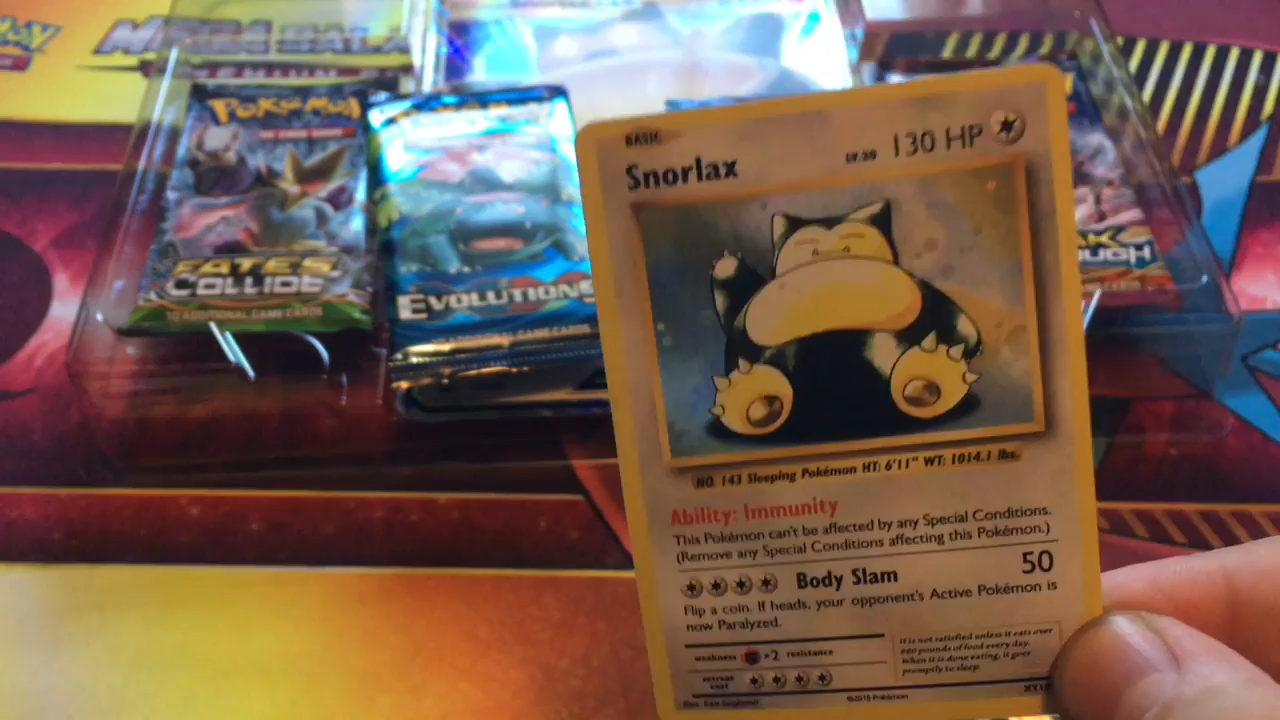 POKéMON
FATES
COLLIDE
10 ADDITIONAL GAME CARDS
EVOLUTIONS
BASIC
Snorlax
LV.20
130 HP
NO. 143 Sleeping Pokémon HT: 6'11" WT: 1014.1 lbs.
Ability: Immunity
This Pokémon can't be affected by any Special Conditions.
(Remove any Special Conditions affecting this Pokémon.)
Body Slam 50
Flip a coin. If heads, your opponent's Active Pokémon is
now Paralyzed.
weakness ×2 resistance
retreat
cost
It is not satisfied unless it eats over
880 pounds of food every day.
When it is done eating, it goes
promptly to sleep.
©2016 Pokémon